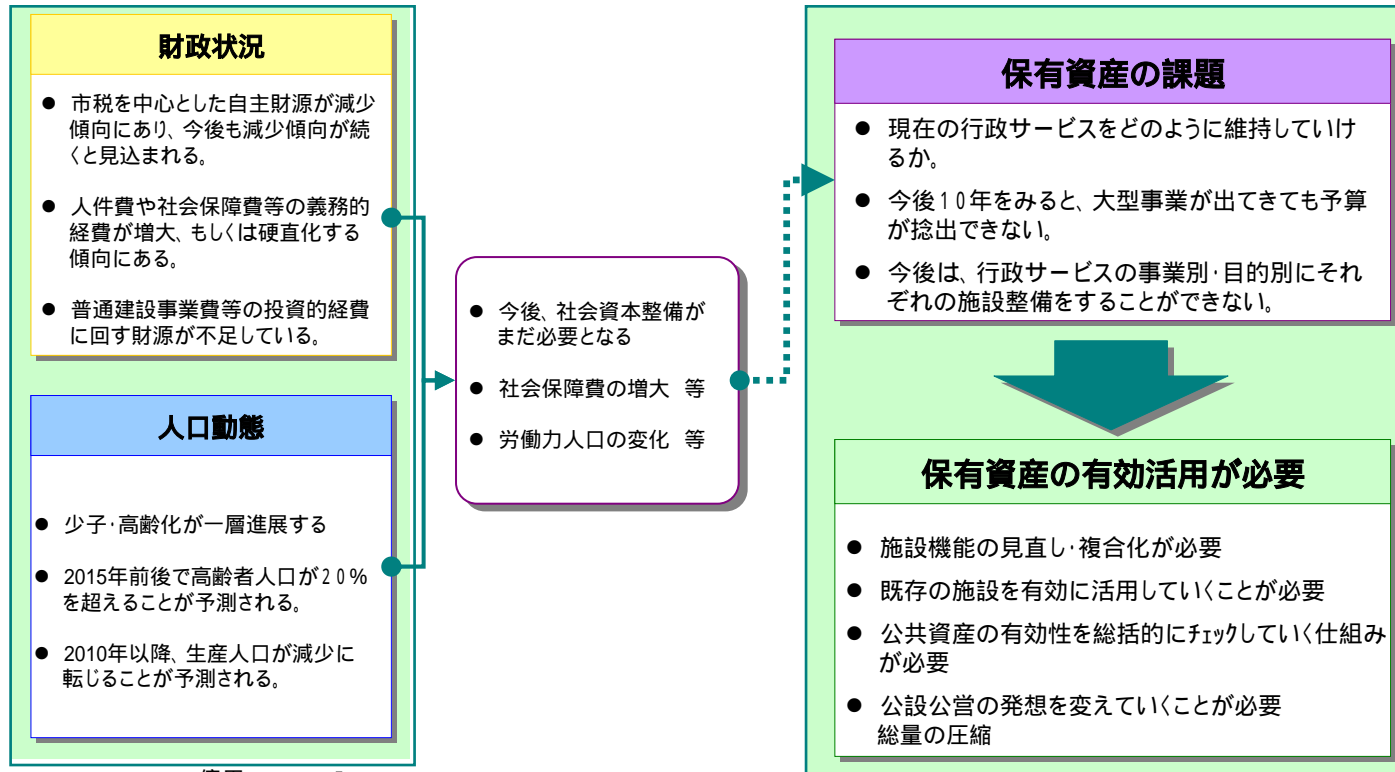 財政状況
● 市税を中心とした自主財源が減少
傾向にあり、今後も減少傾向が続
くと見込まれる。
● 人件費や社会保障費等の義務的
経費が増大、もしくは硬直化する
傾向にある。
● 普通建設事業費等の投資的経費
に回す財源が不足している。
人口動態
● 少子・高齢化が一層進展する
● 2015年前後で高齢者人口が20%
を超えることが予測される。
● 2010年以降、生産人口が減少に
転じることが予測される。
● 今後、社会資本整備が
まだ必要となる
● 社会保障費の増大 等
● 労働力人口の変化 等
保有資産の課題
● 現在の行政サービスをどのように維持していけ
るか。
● 今後10年をみると、大型事業が出てきても予算
が捻出できない。
● 今後は、行政サービスの事業別・目的別にそれ
ぞれの施設整備をすることができない。
保有資産の有効活用が必要
● 施設機能の見直し・複合化が必要
● 既存の施設を有効に活用していくことが必要
● 公共資産の有効性を総括的にﾁｪｯｸしていく仕組み
が必要
● 公設公営の発想を変えていくことが必要
総量の圧縮